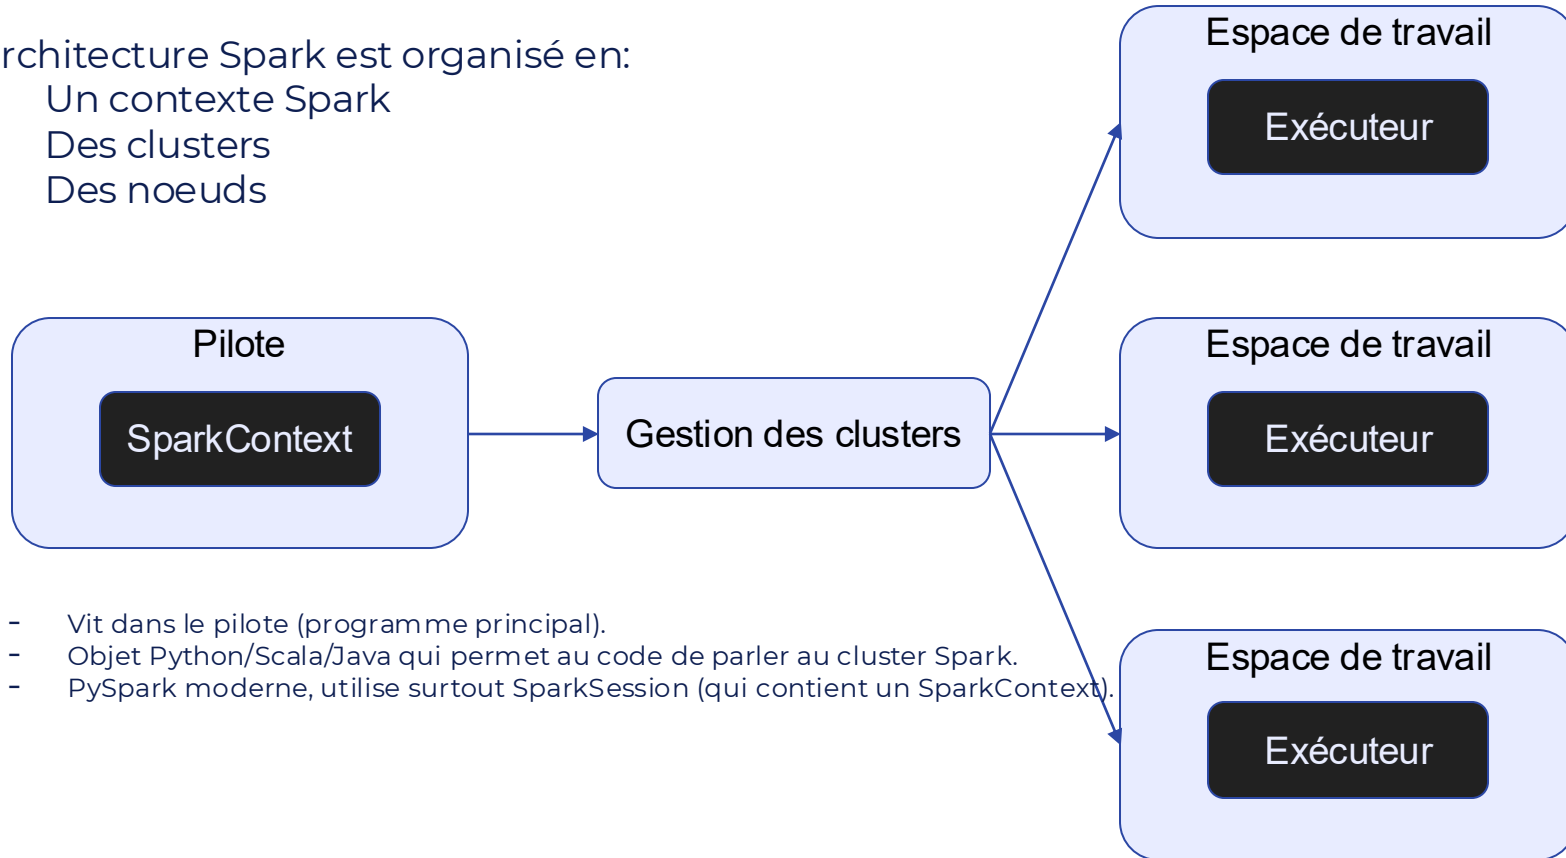 rchitecture Spark est organisé en:
Un contexte Spark
Des clusters
Des noeuds
Espace de travail
Exécuteur
Pilote
SparkContext
Gestion des clusters
Espace de travail
Exécuteur
- Vit dans le pilote (programme principal).
- Objet Python/Scala/Java qui permet au code de parler au cluster Spark.
- PySpark moderne, utilise surtout SparkSession (qui contient un SparkContext).
Espace de travail
Exécuteur